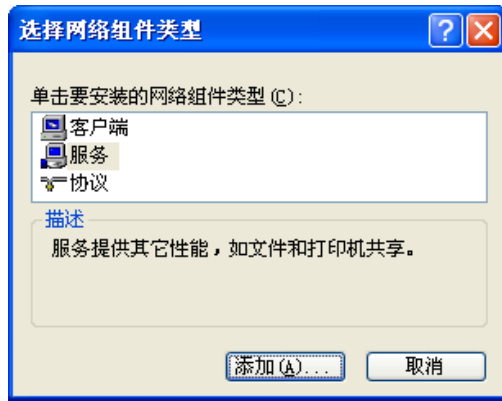 选择网络组件类型
单击要安装的网络组件类型(C):
客户端
服务
协议
描述
服务提供其它性能，如文件和打印机共享。
添加(A)... 取消